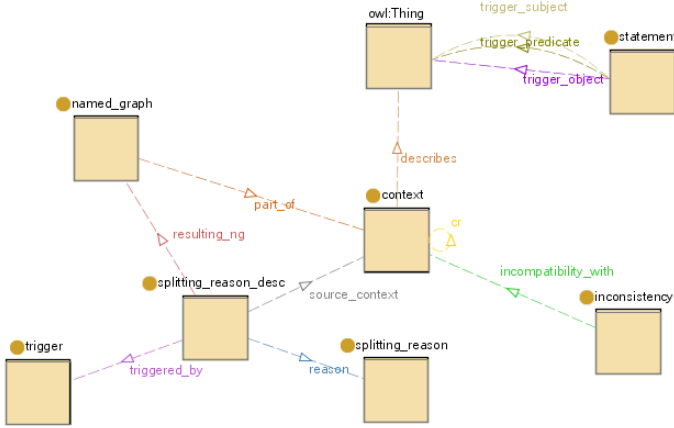 trigger_subject
owl:Thing
statement
trigger_predicate
trigger_object
named_graph
describes
context
part_of
cr
resulting_ng
incompatibility_with
splitting_reason_desc
source_context
inconsistency
trigger
splitting_reason
triggered_by
reason